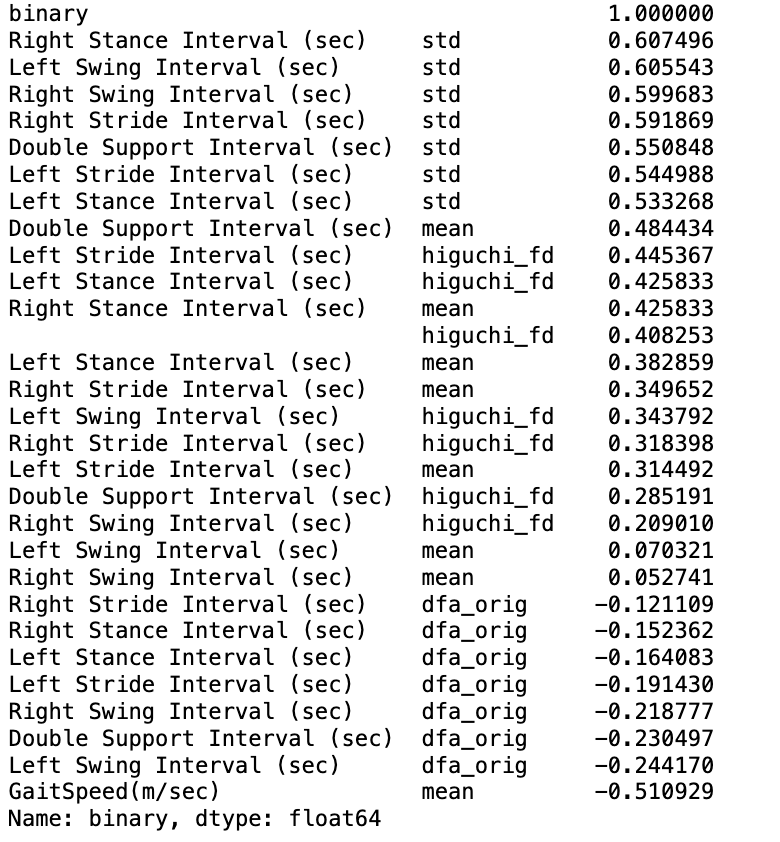 binary 1.000000
Right Stance Interval (sec) std 0.607496
Left Swing Interval (sec) std 0.605543
Right Swing Interval (sec) std 0.599683
Right Stride Interval (sec) std 0.591869
Double Support Interval (sec) std 0.550848
Left Stride Interval (sec) std 0.544988
Left Stance Interval (sec) std 0.533268
Double Support Interval (sec) mean 0.484434
Left Stride Interval (sec) higuchi_fd 0.445367
Left Stance Interval (sec) higuchi_fd 0.425833
Right Stance Interval (sec) mean 0.425833
higuchi_fd 0.408253
Left Stance Interval (sec) mean 0.382859
Right Stride Interval (sec) mean 0.349652
Left Swing Interval (sec) higuchi_fd 0.343792
Right Stride Interval (sec) higuchi_fd 0.318398
Left Stride Interval (sec) mean 0.314492
Double Support Interval (sec) higuchi_fd 0.285191
Right Swing Interval (sec) higuchi_fd 0.209010
Left Swing Interval (sec) mean 0.070321
Right Swing Interval (sec) mean 0.052741
Right Stride Interval (sec) dfa_orig -0.121109
Right Stance Interval (sec) dfa_orig -0.152362
Left Stance Interval (sec) dfa_orig -0.164083
Left Stride Interval (sec) dfa_orig -0.191430
Right Swing Interval (sec) dfa_orig -0.218777
Double Support Interval (sec) dfa_orig -0.230497
Left Swing Interval (sec) dfa_orig -0.244170
GaitSpeed(m/sec) mean -0.510929
Name: binary, dtype: float64